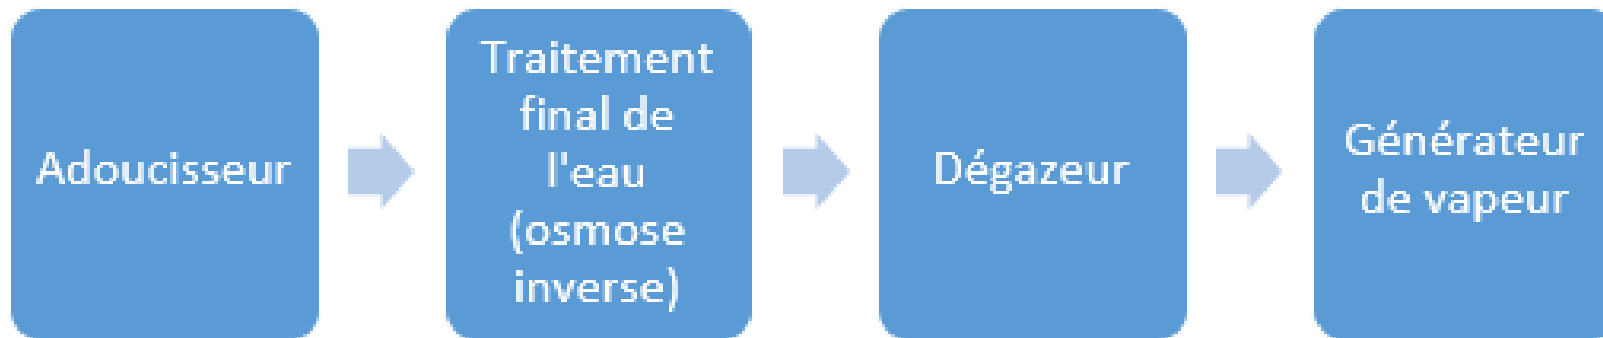 Adoucisseur
Traitement
final de
l'eau
(osmose
inverse)
Dégazeur
Générateur
de vapeur